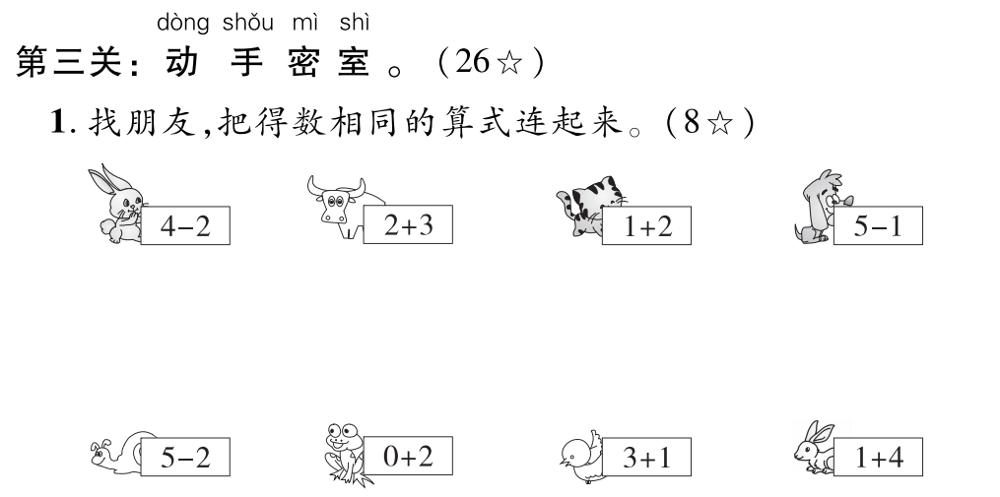 dòng shǒu mì shì
第三关：动手密室。（26☆）
1. 找朋友,把得数相同的算式连起来。（8☆）
4-2 2+3 1+2 5-1
5-2 0+2 3+1 1+4